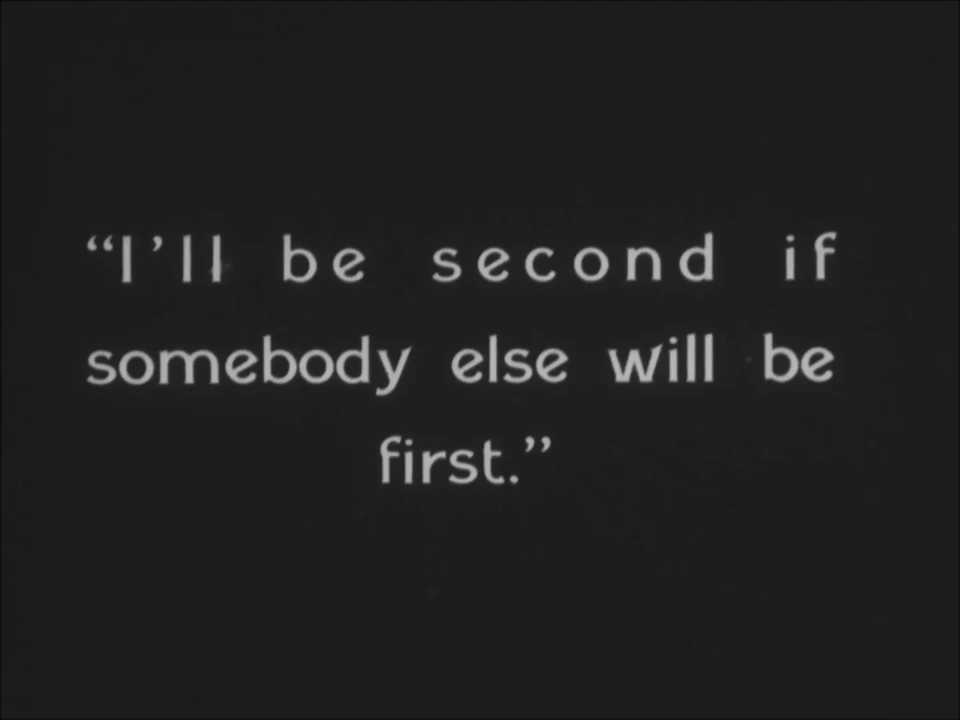 “I’ll be second if
somebody else will be
first.”